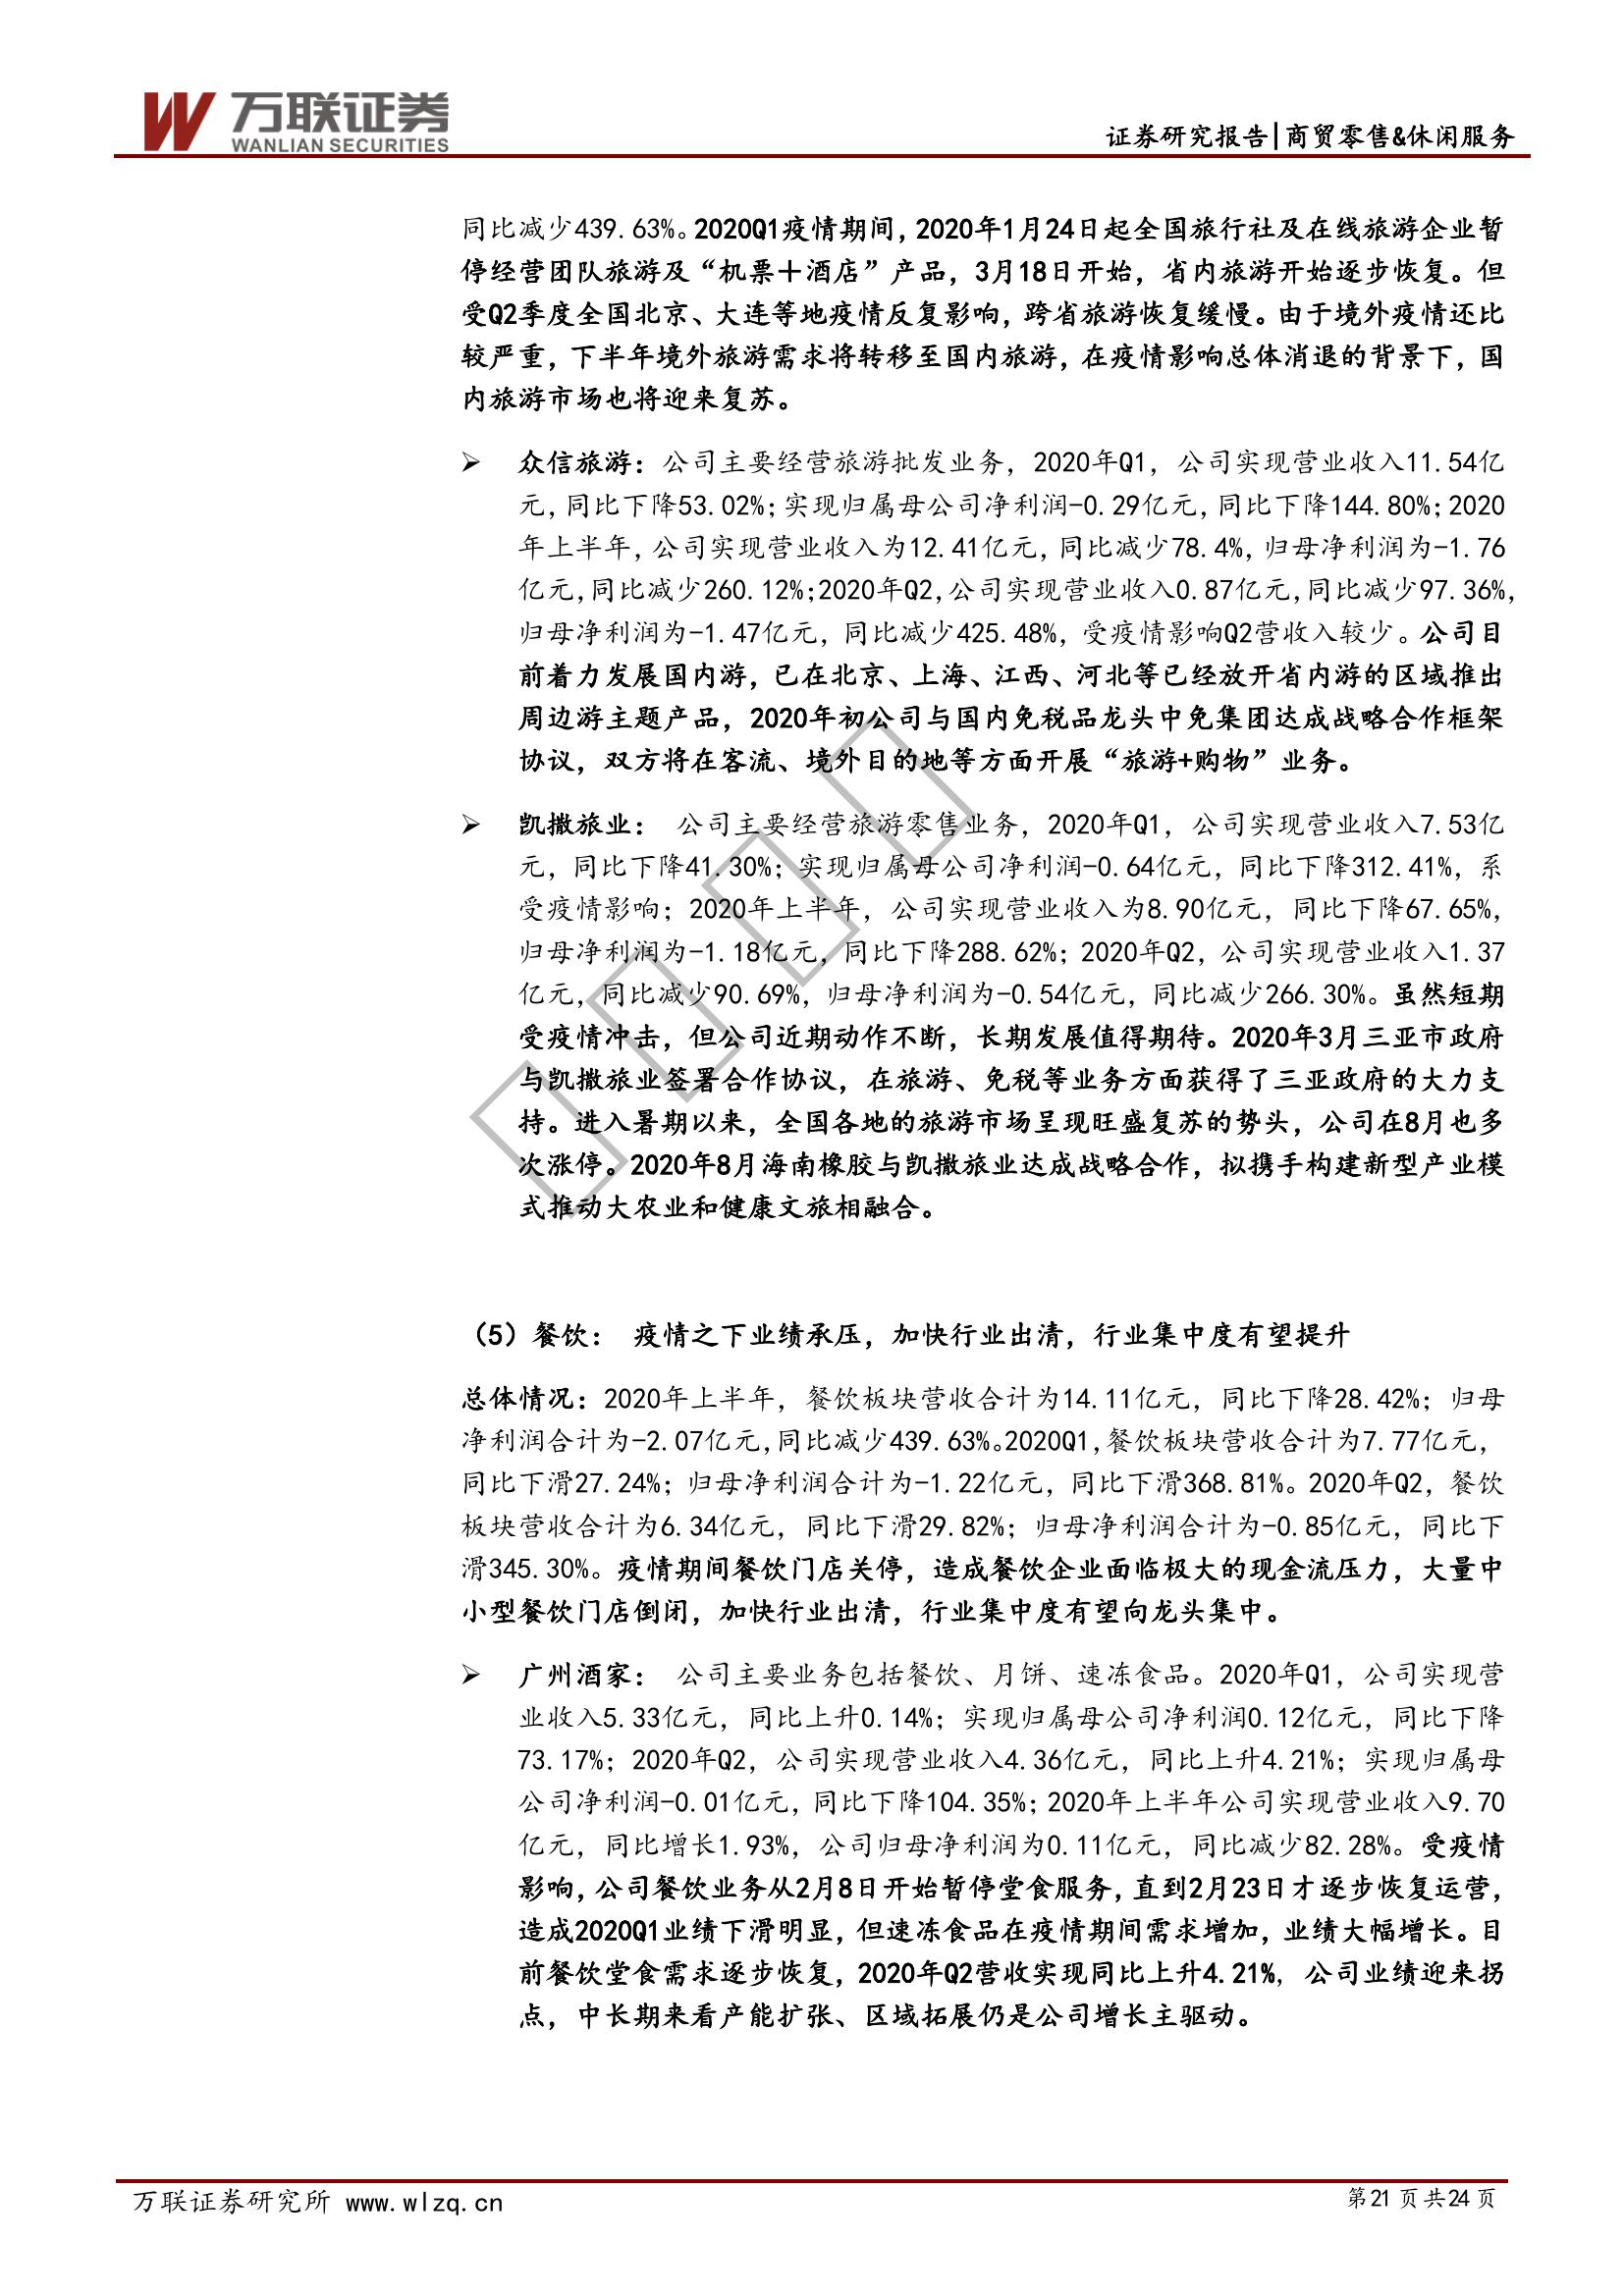 万联证券
WANLIAN SECURITIES
证券研究报告|商贸零售&休闲服务
同比减少439.63%。2020Q1疫情期间，2020年1月24日起全国旅行社及在线旅游企业暂
停经营团队旅游及“机票＋酒店”产品，3月18日开始，省内旅游开始逐步恢复。但
受Q2季度全国北京、大连等地疫情反复影响，跨省旅游恢复缓慢。由于境外疫情还比
较严重，下半年境外旅游需求将转移至国内旅游，在疫情影响总体消退的背景下，国
内旅游市场也将迎来复苏。
➢ 众信旅游：公司主要经营旅游批发业务，2020年Q1，公司实现营业收入11.54亿
元，同比下降53.02%；实现归属母公司净利润-0.29亿元，同比下降144.80%；2020
年上半年，公司实现营业收入为12.41亿元，同比减少78.4%，归母净利润为-1.76
亿元，同比减少260.12%；2020年Q2，公司实现营业收入0.87亿元，同比减少97.36%，
归母净利润为-1.47亿元，同比减少425.48%，受疫情影响Q2营收入较少。公司目
前着力发展国内游，已在北京、上海、江西、河北等已经放开省内游的区域推出
周边游主题产品，2020年初公司与国内免税品龙头中免集团达成战略合作框架
协议，双方将在客流、境外目的地等方面开展“旅游+购物”业务。
➢ 凯撒旅业： 公司主要经营旅游零售业务，2020年Q1，公司实现营业收入7.53亿
元，同比下降41.30%；实现归属母公司净利润-0.64亿元，同比下降312.41%，系
受疫情影响；2020年上半年，公司实现营业收入为8.90亿元，同比下降67.65%，
归母净利润为-1.18亿元，同比下降288.62%；2020年Q2，公司实现营业收入1.37
亿元，同比减少90.69%，归母净利润为-0.54亿元，同比减少266.30%。虽然短期
受疫情冲击，但公司近期动作不断，长期发展值得期待。2020年3月三亚市政府
与凯撒旅业签署合作协议，在旅游、免税等业务方面获得了三亚政府的大力支
持。进入暑期以来，全国各地的旅游市场呈现旺盛复苏的势头，公司在8月也多
次涨停。2020年8月海南橡胶与凯撒旅业达成战略合作，拟携手构建新型产业模
式推动大农业和健康文旅相融合。
（5）餐饮： 疫情之下业绩承压，加快行业出清，行业集中度有望提升
总体情况：2020年上半年，餐饮板块营收合计为14.11亿元，同比下降28.42%；归母
净利润合计为-2.07亿元，同比减少439.63%。2020Q1，餐饮板块营收合计为7.77亿元，
同比下滑27.24%；归母净利润合计为-1.22亿元，同比下滑368.81%。2020年Q2，餐饮
板块营收合计为6.34亿元，同比下滑29.82%；归母净利润合计为-0.85亿元，同比下
滑345.30%。疫情期间餐饮门店关停，造成餐饮企业面临极大的现金流压力，大量中
小型餐饮门店倒闭，加快行业出清，行业集中度有望向龙头集中。
➢ 广州酒家： 公司主要业务包括餐饮、月饼、速冻食品。2020年Q1，公司实现营
业收入5.33亿元，同比上升0.14%；实现归属母公司净利润0.12亿元，同比下降
73.17%；2020年Q2，公司实现营业收入4.36亿元，同比上升4.21%；实现归属母
公司净利润-0.01亿元，同比下降104.35%；2020年上半年公司实现营业收入9.70
亿元，同比增长1.93%，公司归母净利润为0.11亿元，同比减少82.28%。受疫情
影响，公司餐饮业务从2月8日开始暂停堂食服务，直到2月23日才逐步恢复运营，
造成2020Q1业绩下滑明显，但速冻食品在疫情期间需求增加，业绩大幅增长。目
前餐饮堂食需求逐步恢复，2020年Q2营收实现同比上升4.21%，公司业绩迎来拐
点，中长期来看产能扩张、区域拓展仍是公司增长主驱动。
万联证券研究所 www.wlzq.cn
第21页共24页